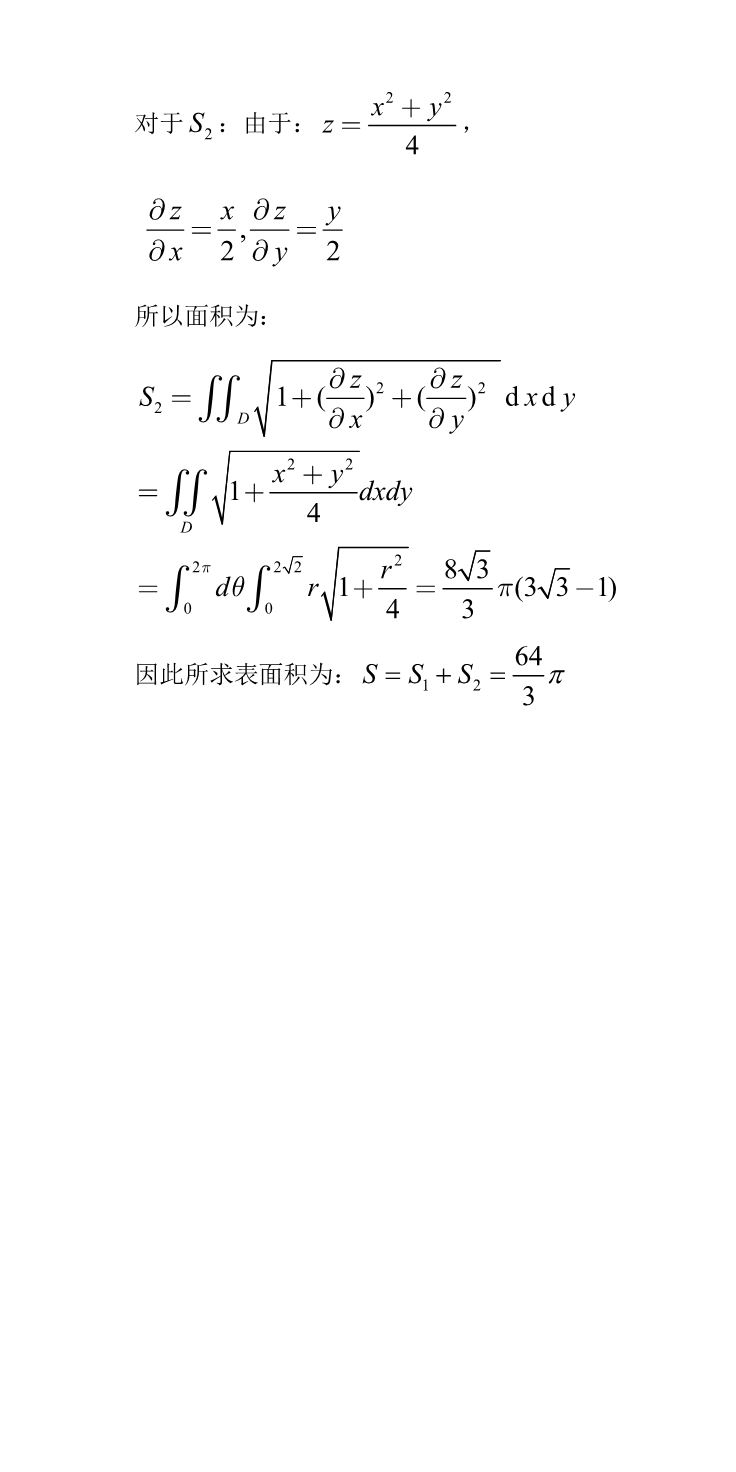 对于 $S_2$：由于： $z = \frac{x^2 + y^2}{4}$，
$\frac{\partial z}{\partial x} = \frac{x}{2}, \frac{\partial z}{\partial y} = \frac{y}{2}$
所以面积为：
$S_2 = \iint_D \sqrt{1 + (\frac{\partial z}{\partial x})^2 + (\frac{\partial z}{\partial y})^2}\ \mathrm{d}x\mathrm{d}y$
$= \iint\limits_D \sqrt{1 + \frac{x^2 + y^2}{4}} dxdy$
$= \int_0^{2\pi} d\theta \int_0^{2\sqrt{2}} r\sqrt{1 + \frac{r^2}{4}} = \frac{8\sqrt{3}}{3}\pi(3\sqrt{3} - 1)$
因此所求表面积为： $S = S_1 + S_2 = \frac{64}{3}\pi$